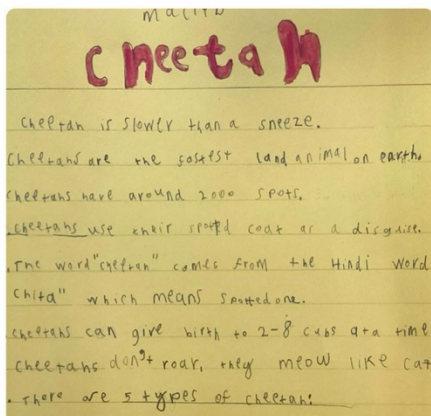 Cheetah
Cheetah is slower than a sneeze.
Cheetahs are the fastest land animal on earth.
Cheetahs have around 2000 spots.
. Cheetahs use their spotted coat as a disguise.
. The word "cheetah" comes from the Hindi word
Chita" which means spotted one.
Cheetahs can give birth to 2-8 cubs at a time
Cheetahs don't roar, they meow like cat
. There are 5 types of cheetah: